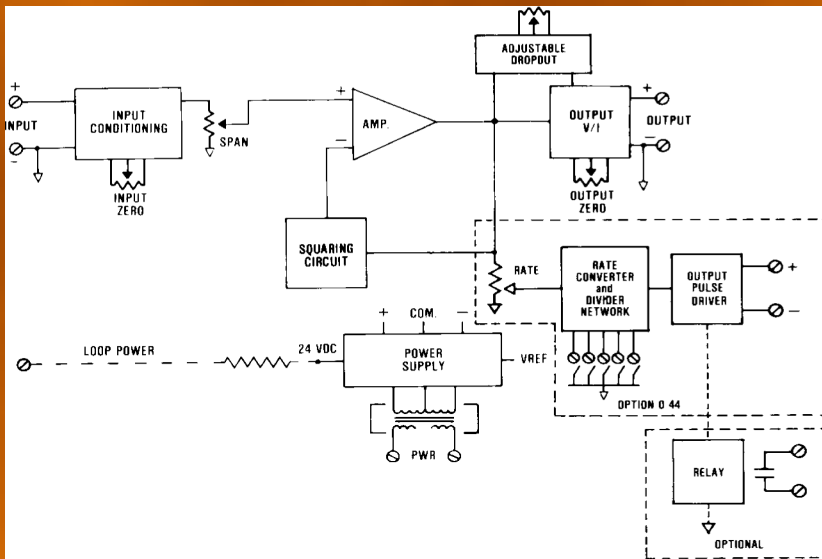 ADJUSTABLE
DROPOUT
+
INPUT
-
INPUT
CONDITIONING
INPUT
ZERO
SPAN
+
-
AMP.
OUTPUT
V/I
+
OUTPUT
-
OUTPUT
ZERO
SQUARING
CIRCUIT
RATE
RATE
CONVERTER
and
DIVIDER
NETWORK
OUTPUT
PULSE
DRIVER
+
-
OPTION 0 44
LOOP POWER
24 VDC
+ COM. -
POWER
SUPPLY
VREF
PWR
RELAY
OPTIONAL